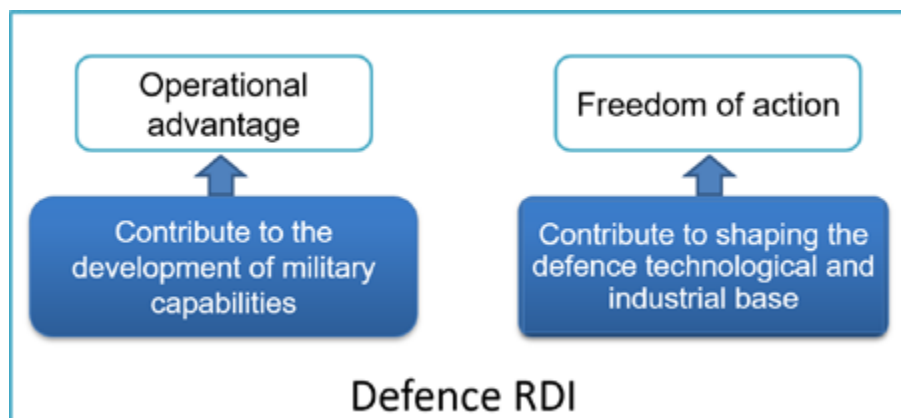 Operational
advantage
Freedom of action
Contribute to the
development of military
capabilities
Contribute to shaping the
defence technological and
industrial base
Defence RDI